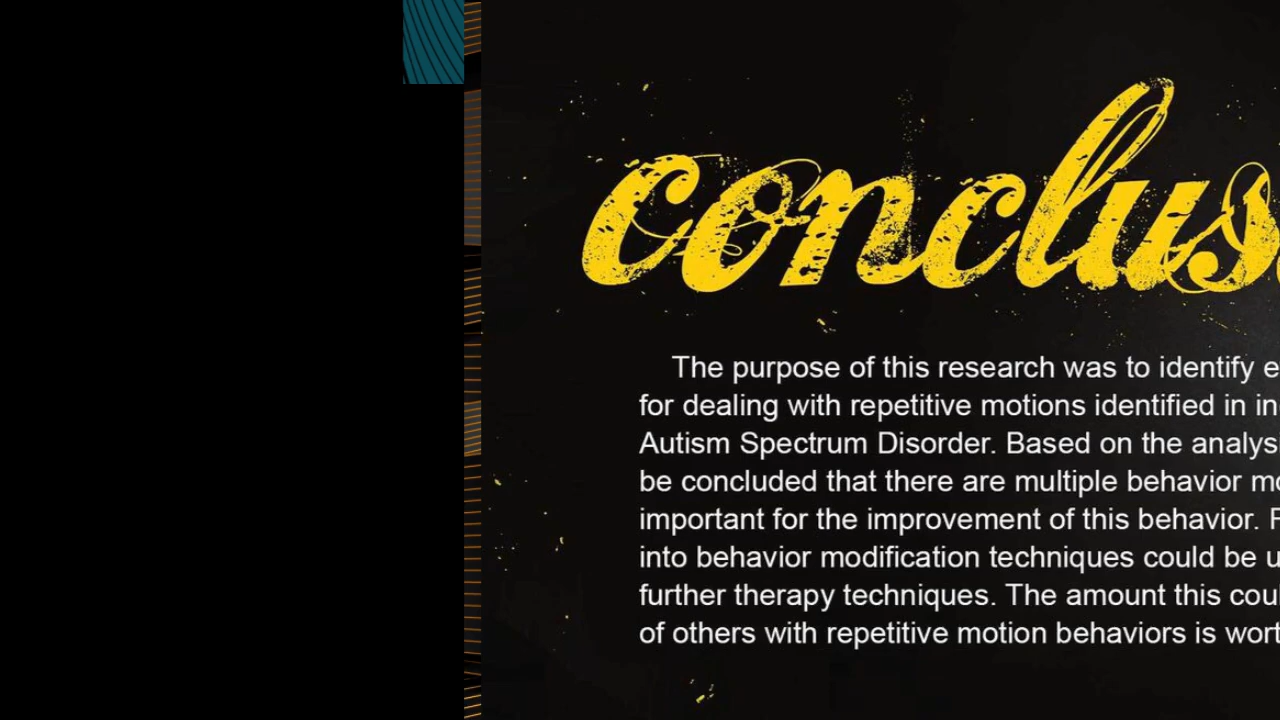 conclus
The purpose of this research was to identify
for dealing with repetitive motions identified in
Autism Spectrum Disorder. Based on the
be concluded that there are multiple behavior
important for the improvement of this behavior.
into behavior modification techniques could be
further therapy techniques. The amount this
of others with repetitive motion behaviors is